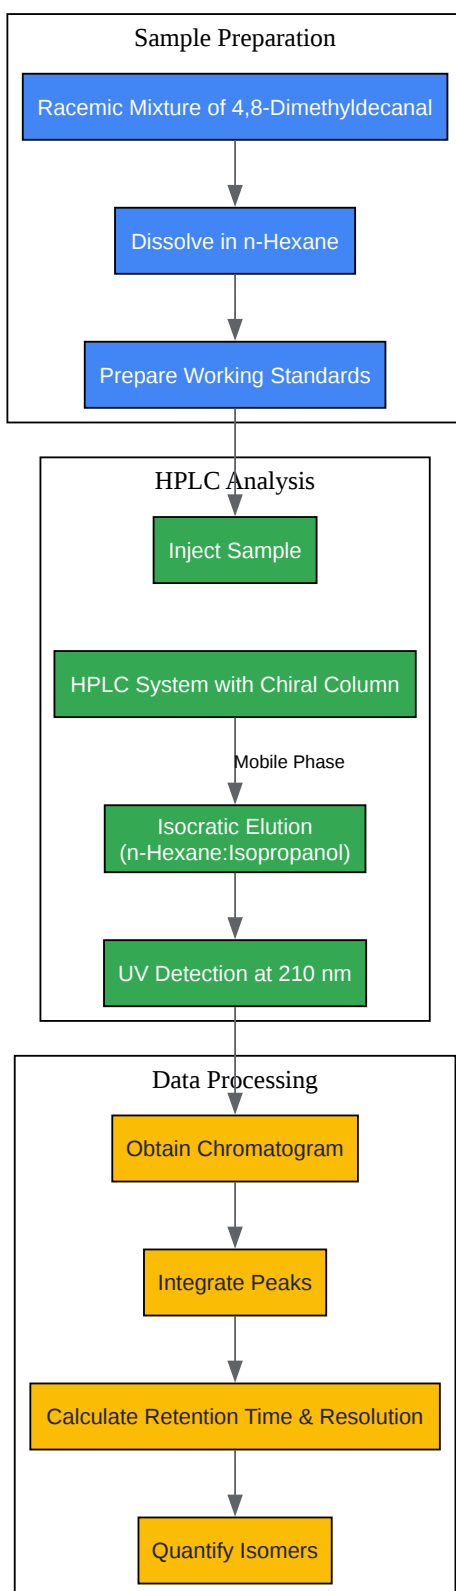 Sample Preparation
Racemic Mixture of 4,8-Dimethyldecanal
Dissolve in n-Hexane
Prepare Working Standards
HPLC Analysis
Inject Sample
HPLC System with Chiral Column
Mobile Phase
Isocratic Elution
(n-Hexane:Isopropanol)
UV Detection at 210 nm
Data Processing
Obtain Chromatogram
Integrate Peaks
Calculate Retention Time & Resolution
Quantify Isomers